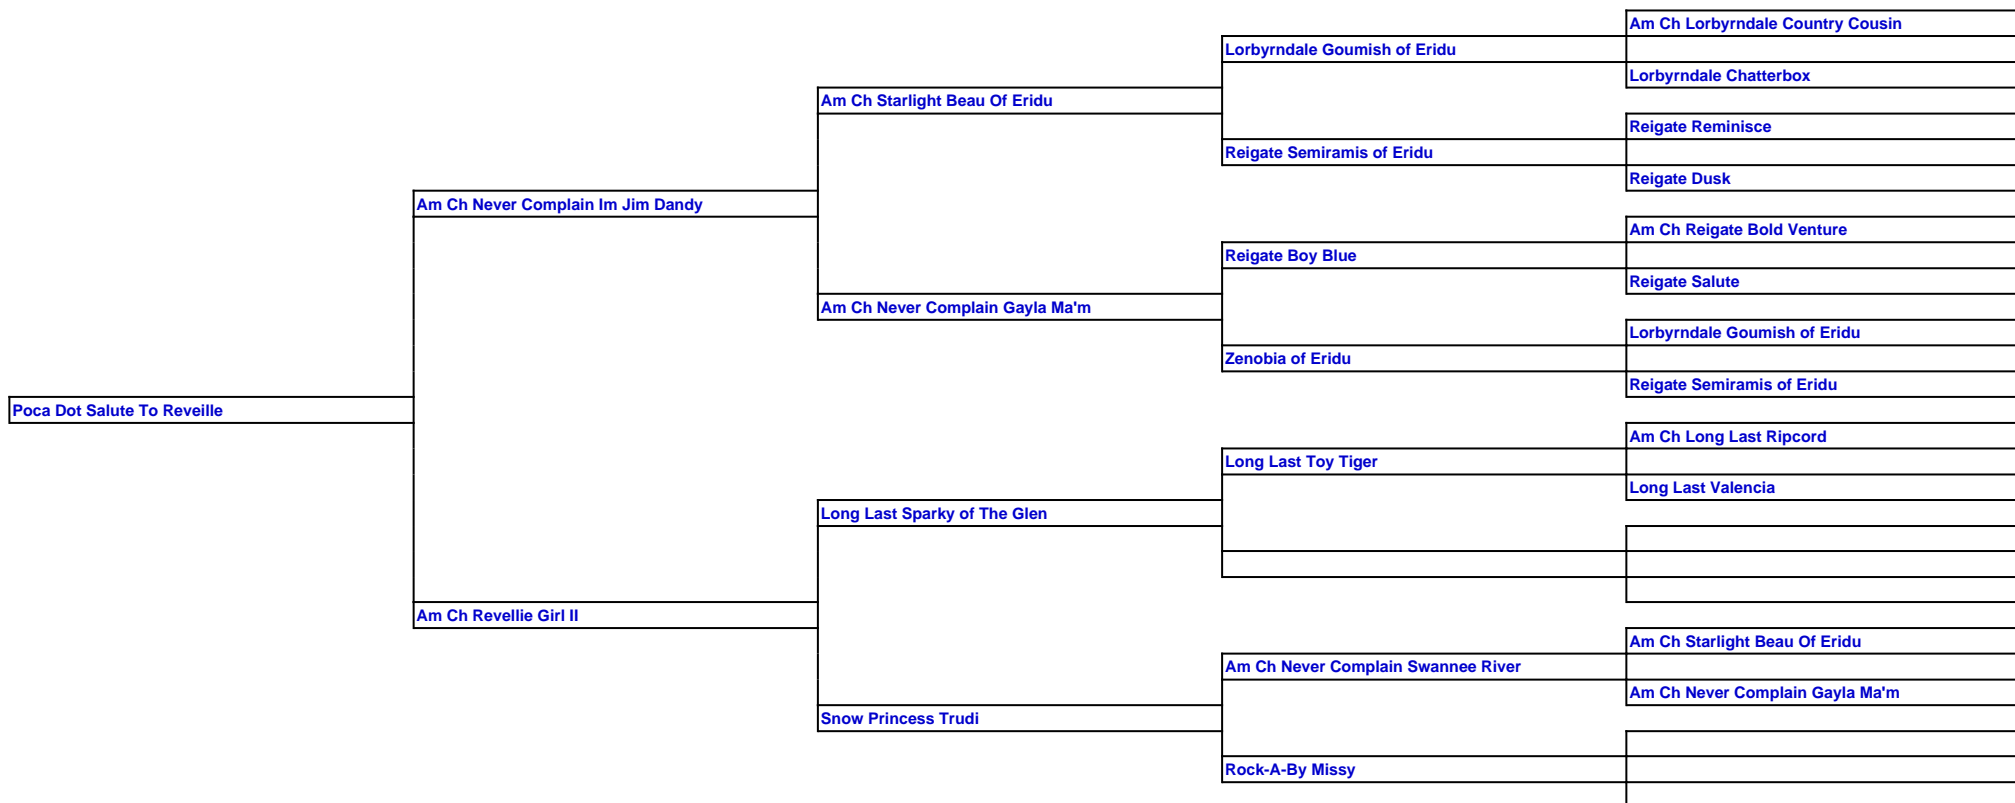 Am Ch Lorbyrndale Country Cousin
Lorbyrndale Goumish of Eridu
Lorbyrndale Chatterbox
Am Ch Starlight Beau Of Eridu
Reigate Reminisce
Reigate Semiramis of Eridu
Reigate Dusk
Am Ch Never Complain Im Jim Dandy
Am Ch Reigate Bold Venture
Reigate Boy Blue
Reigate Salute
Am Ch Never Complain Gayla Ma'm
Lorbyrndale Goumish of Eridu
Zenobia of Eridu
Reigate Semiramis of Eridu
Poca Dot Salute To Reveille
Am Ch Long Last Ripcord
Long Last Toy Tiger
Long Last Valencia
Long Last Sparky of The Glen
Am Ch Revellie Girl II
Am Ch Starlight Beau Of Eridu
Am Ch Never Complain Swannee River
Am Ch Never Complain Gayla Ma'm
Snow Princess Trudi
Rock-A-By Missy